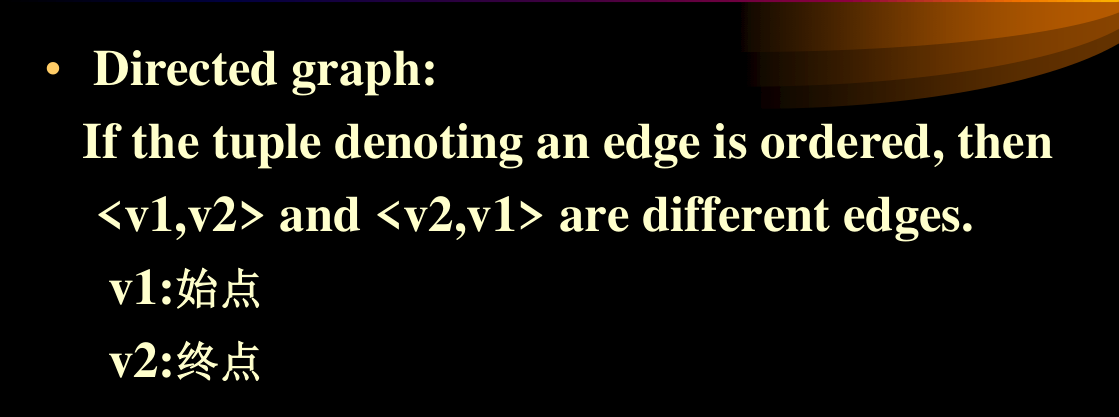 • Directed graph:
If the tuple denoting an edge is ordered, then
<v1,v2> and <v2,v1> are different edges.
v1:始点
v2:终点